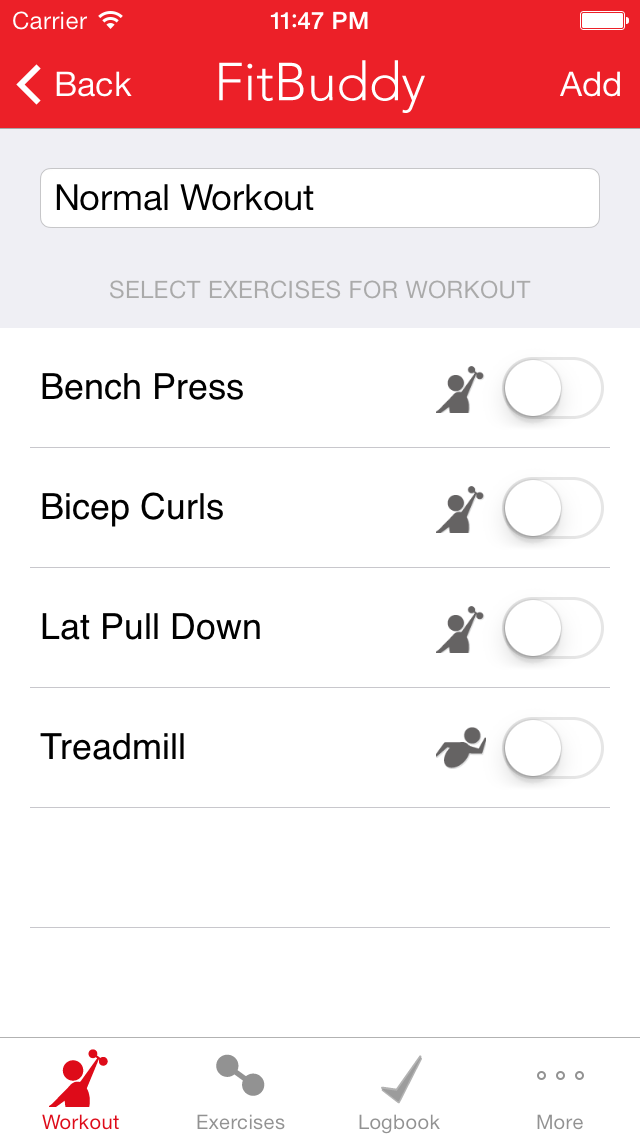 Carrier 11:47 PM
Back FitBuddy Add
Normal Workout
SELECT EXERCISES FOR WORKOUT
Bench Press
Bicep Curls
Lat Pull Down
Treadmill
Workout Exercises Logbook More